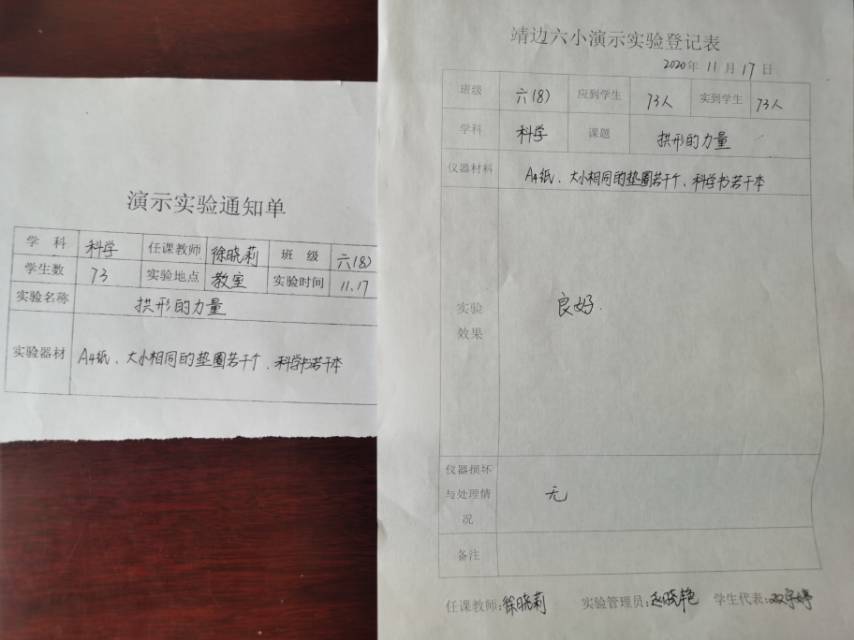 演示实验通知单
学科 科学 任课教师 徐晓莉 班级 六(8)
学生数 73 实验地点 教室 实验时间 11.17
实验名称 拱形的力量
实验器材 A4纸、大小相同的垫圈若干个、科学书若干本
靖边六小演示实验登记表
2020年11月17日
班级 六(8) 应到学生 73人 实到学生 73人
学科 科学 课题 拱形的力量
仪器材料 A4纸、大小相同的垫圈若干个、科学书若干本
实验
效果
良好.
仪器损坏
与处理情
况
无
备注
任课教师:徐晓莉 实验管理员:赵晓艳 学生代表: